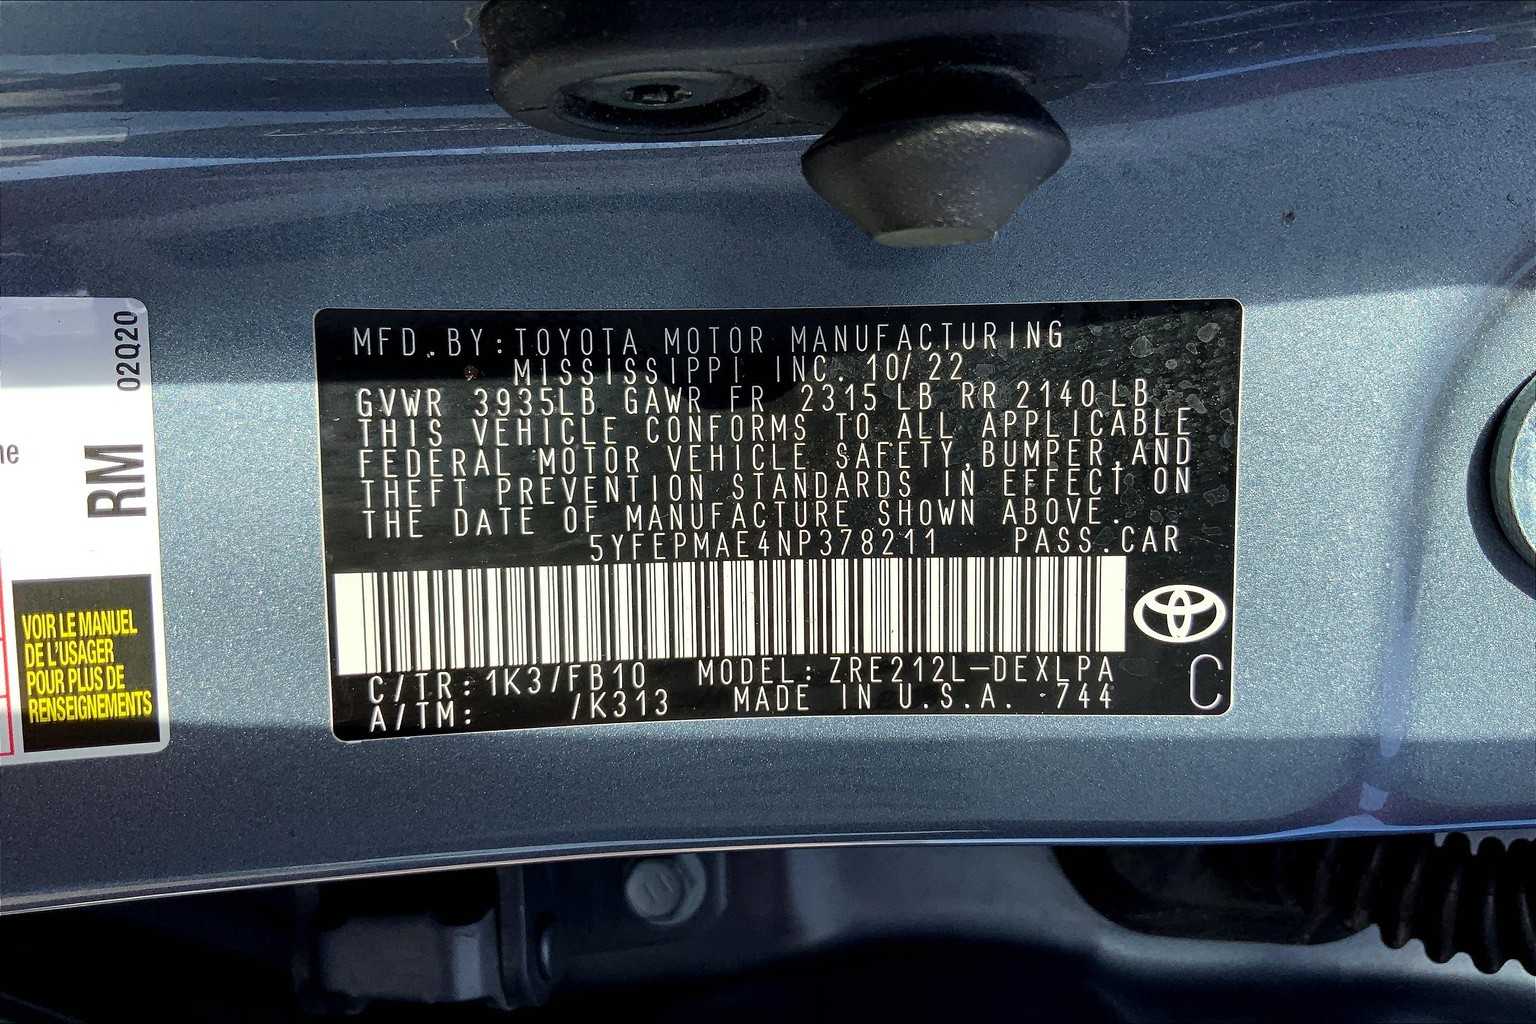 MFD.BY:TOYOTA MOTOR MANUFACTURING
MISSISSIPPI INC. 10/22
GVWR 3935LB GAWR FR 2315 LB RR 2140 LB
THIS VEHICLE CONFORMS TO ALL APPLICABLE
FEDERAL MOTOR VEHICLE SAFETY,BUMPER,AND
THEFT PREVENTION STANDARDS IN EFFECT ON
THE DATE OF MANUFACTURE SHOWN ABOVE.
5YFEPMAE4NP378211 PASS.CAR
C/TR:1K3/FB10 MODEL:ZRE212L-DEXLPA
A/TM: /K313 MADE IN U.S.A. 744
C
02Q20
RM
VOIR LE MANUEL
DE L'USAGER
POUR PLUS DE
RENSEIGNEMENTS